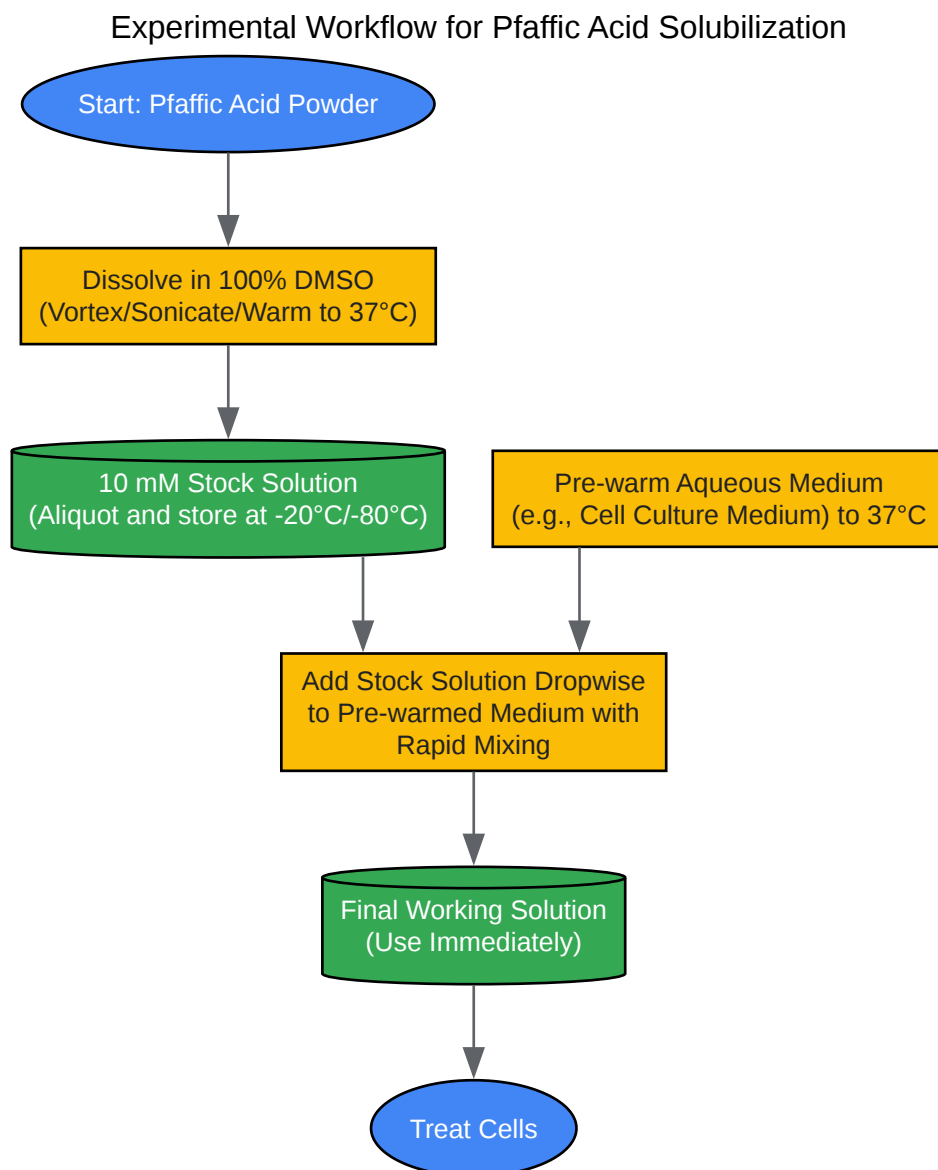 Experimental Workflow for Pfaffic Acid Solubilization
Start: Pfaffic Acid Powder
Dissolve in 100% DMSO
(Vortex/Sonicate/Warm to 37°C)
10 mM Stock Solution
(Aliquot and store at -20°C/-80°C)
Pre-warm Aqueous Medium
(e.g., Cell Culture Medium) to 37°C
Add Stock Solution Dropwise
to Pre-warmed Medium with
Rapid Mixing
Final Working Solution
(Use Immediately)
Treat Cells